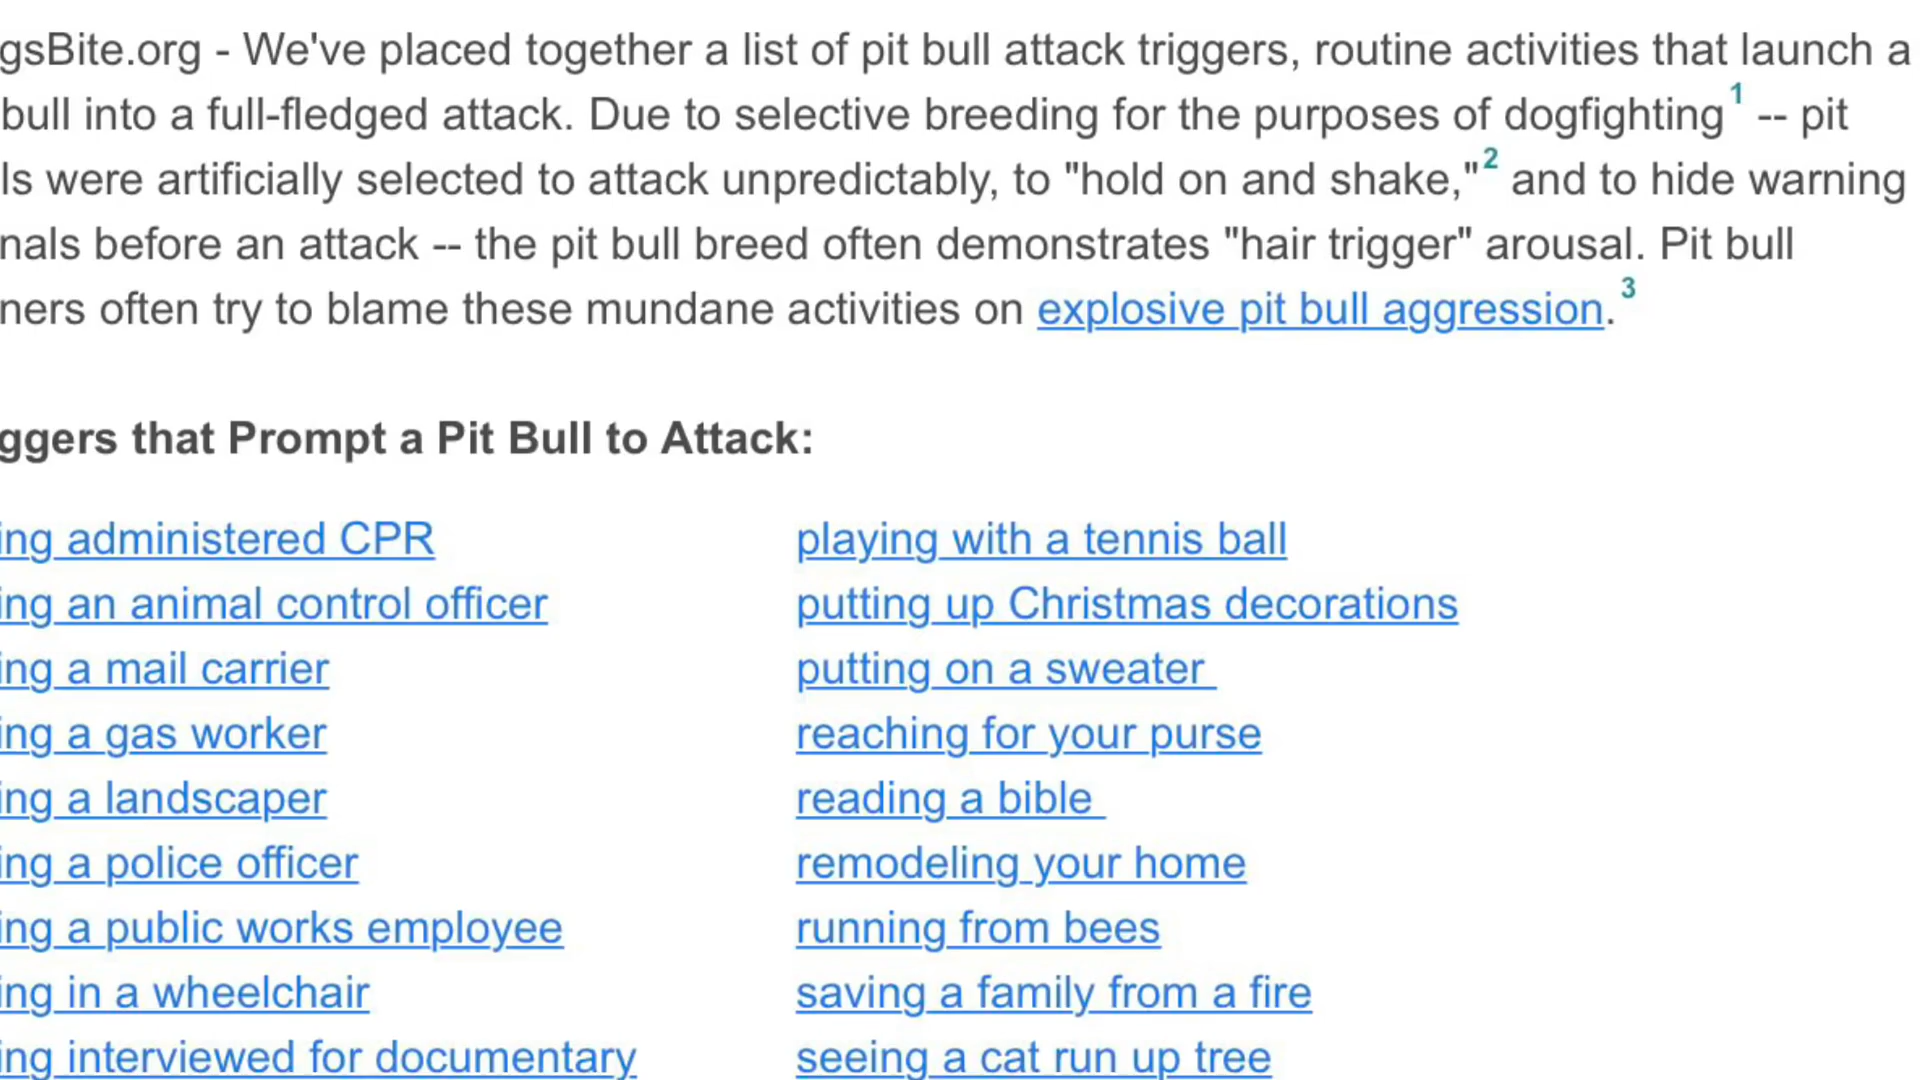 gsBite.org - We've placed together a list of pit bull attack triggers, routine activities that launch a
bull into a full-fledged attack. Due to selective breeding for the purposes of dogfighting1 -- pit
ls were artificially selected to attack unpredictably, to "hold on and shake,"2 and to hide warning
nals before an attack -- the pit bull breed often demonstrates "hair trigger" arousal. Pit bull
ners often try to blame these mundane activities on explosive pit bull aggression.3
ggers that Prompt a Pit Bull to Attack:
ing administered CPR
ing an animal control officer
ing a mail carrier
ing a gas worker
ing a landscaper
ing a police officer
ing a public works employee
ing in a wheelchair
ing interviewed for documentary
playing with a tennis ball
putting up Christmas decorations
putting on a sweater
reaching for your purse
reading a bible
remodeling your home
running from bees
saving a family from a fire
seeing a cat run up tree